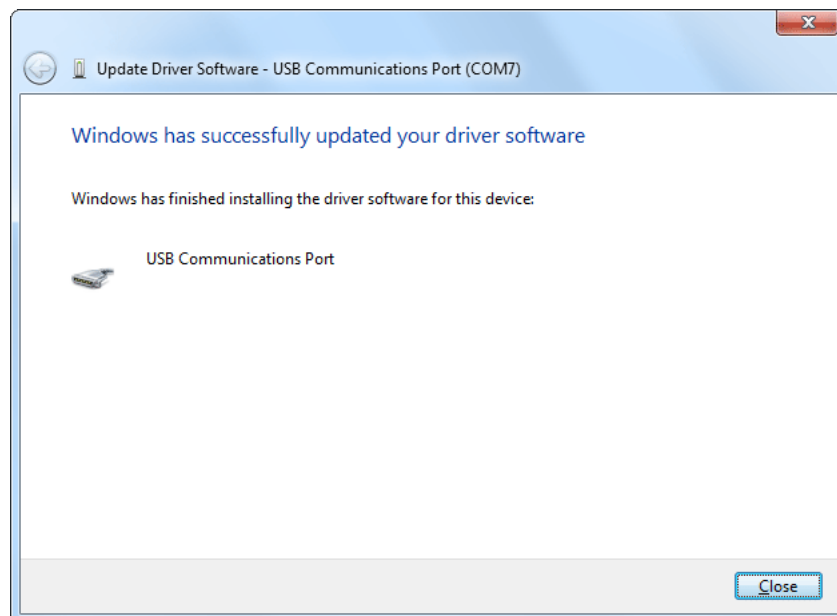 Update Driver Software - USB Communications Port (COM7)
Windows has successfully updated your driver software
Windows has finished installing the driver software for this device:
USB Communications Port
Close